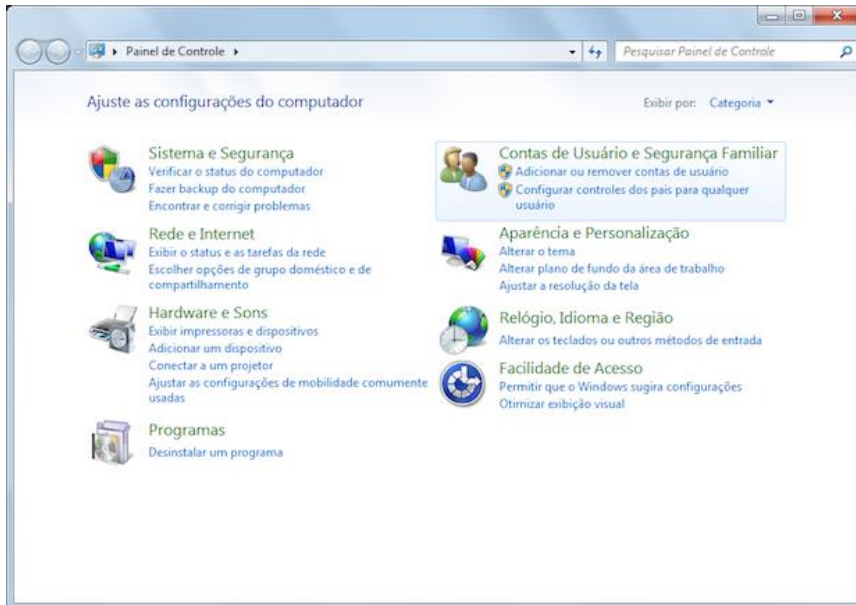 Painel de Controle
Pesquisar Painel de Controle
Ajuste as configurações do computador
Exibir por: Categoria
Sistema e Segurança
Verificar o status do computador
Fazer backup do computador
Encontrar e corrigir problemas
Rede e Internet
Exibir o status e as tarefas da rede
Escolher opções de grupo doméstico e de
compartilhamento
Hardware e Sons
Exibir impressoras e dispositivos
Adicionar um dispositivo
Conectar a um projetor
Ajustar as configurações de mobilidade comumente
usadas
Programas
Desinstalar um programa
Contas de Usuário e Segurança Familiar
Adicionar ou remover contas de usuário
Configurar controles dos pais para qualquer
usuário
Aparência e Personalização
Alterar o tema
Alterar plano de fundo da área de trabalho
Ajustar a resolução da tela
Relógio, Idioma e Região
Alterar os teclados ou outros métodos de entrada
Facilidade de Acesso
Permitir que o Windows sugira configurações
Otimizar exibição visual